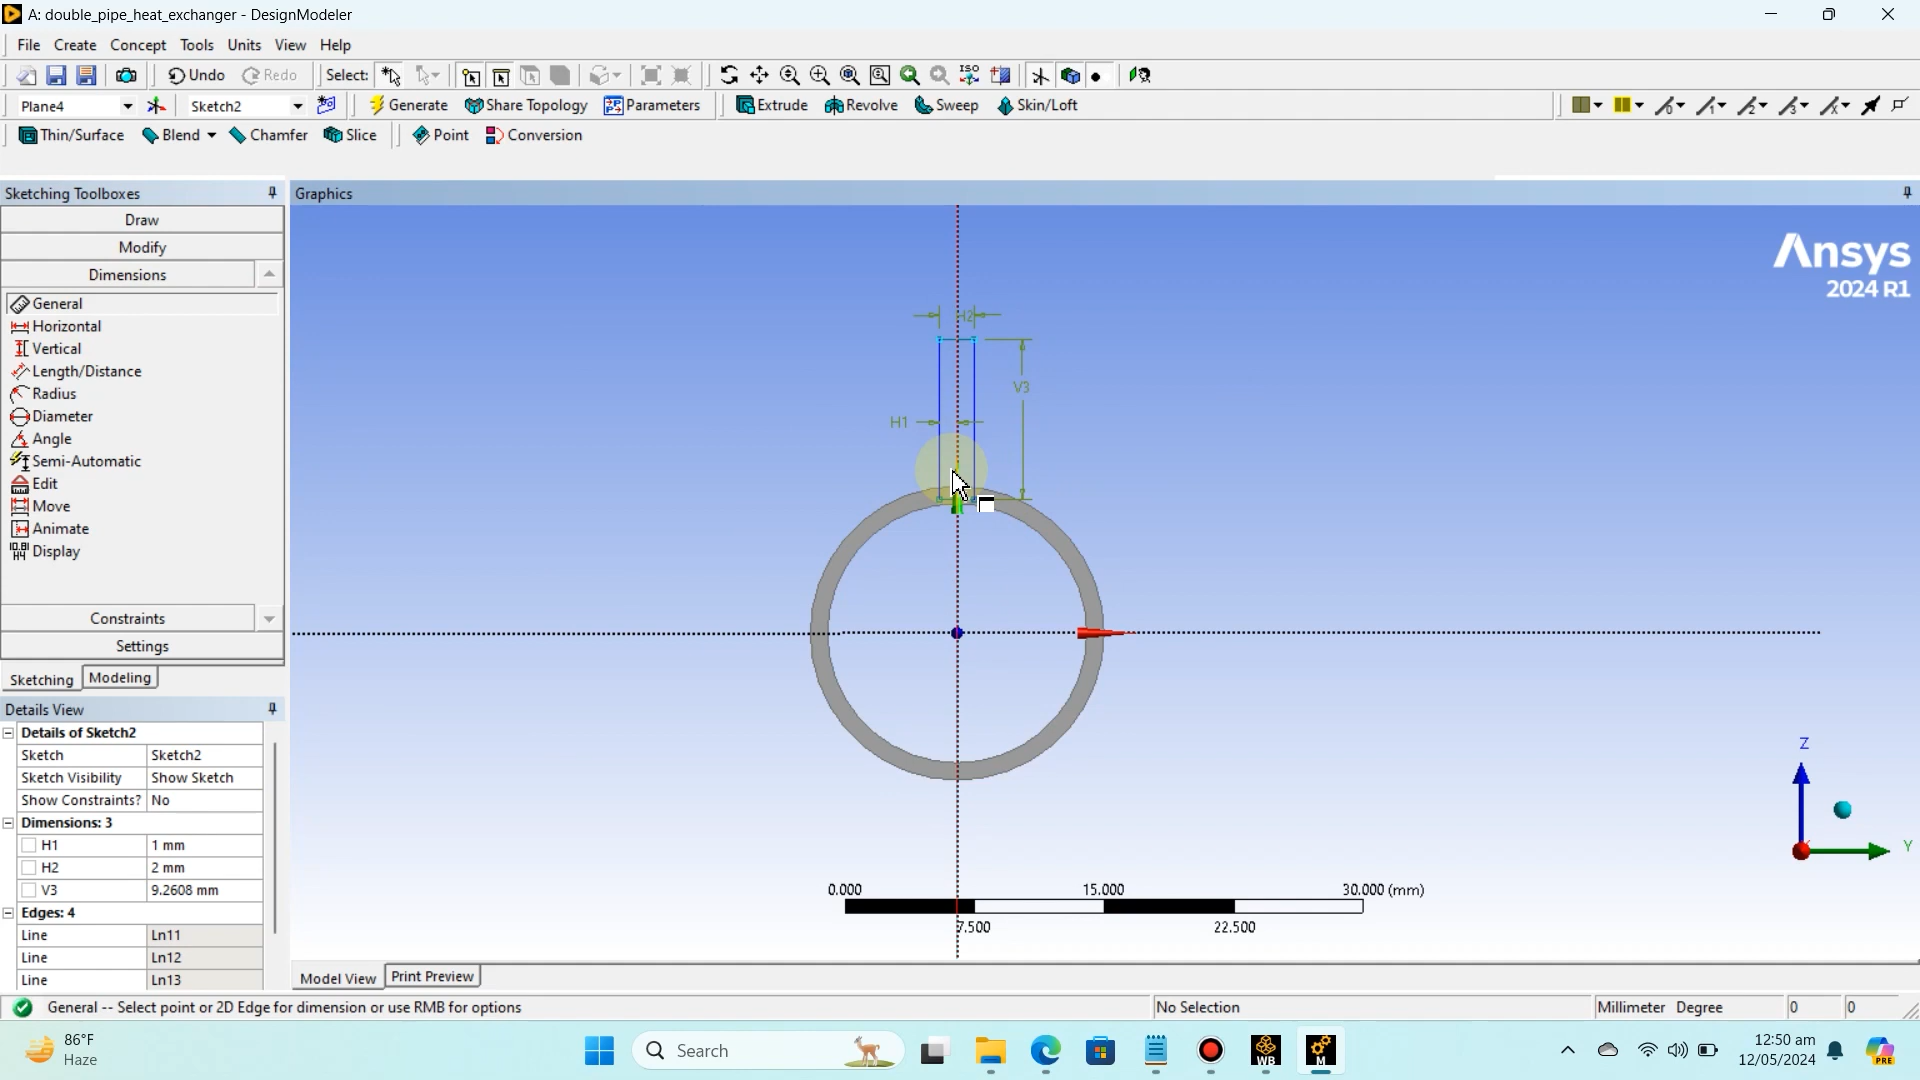 A: double_pipe_heat_exchanger - DesignModeler
File Create Concept Tools Units View Help
Undo Redo Select: ISO
Plane4 Sketch2 Generate Share Topology Parameters Extrude Revolve Sweep Skin/Loft
Thin/Surface Blend Chamfer Slice Point Conversion
Sketching Toolboxes
Graphics
Draw
Modify
Dimensions
General
Horizontal
Vertical
Length/Distance
Radius
Diameter
Angle
Semi-Automatic
Edit
Move
Animate
Display
Constraints
Settings
Sketching Modeling
Details View
Details of Sketch2
Sketch Sketch2
Sketch Visibility Show Sketch
Show Constraints? No
Dimensions: 3
H1 1 mm
H2 2 mm
V3 9.2608 mm
Edges: 4
Line Ln11
Line Ln12
Line Ln13
Ansys
2024 R1
H2
V3
H1
Z
Y
0.000 15.000 30.000 (mm)
7.500 22.500
Model View Print Preview
General -- Select point or 2D Edge for dimension or use RMB for options No Selection Millimeter Degree 0 0
86°F
Haze
Search
WB
M
PRE
12:50 am
12/05/2024